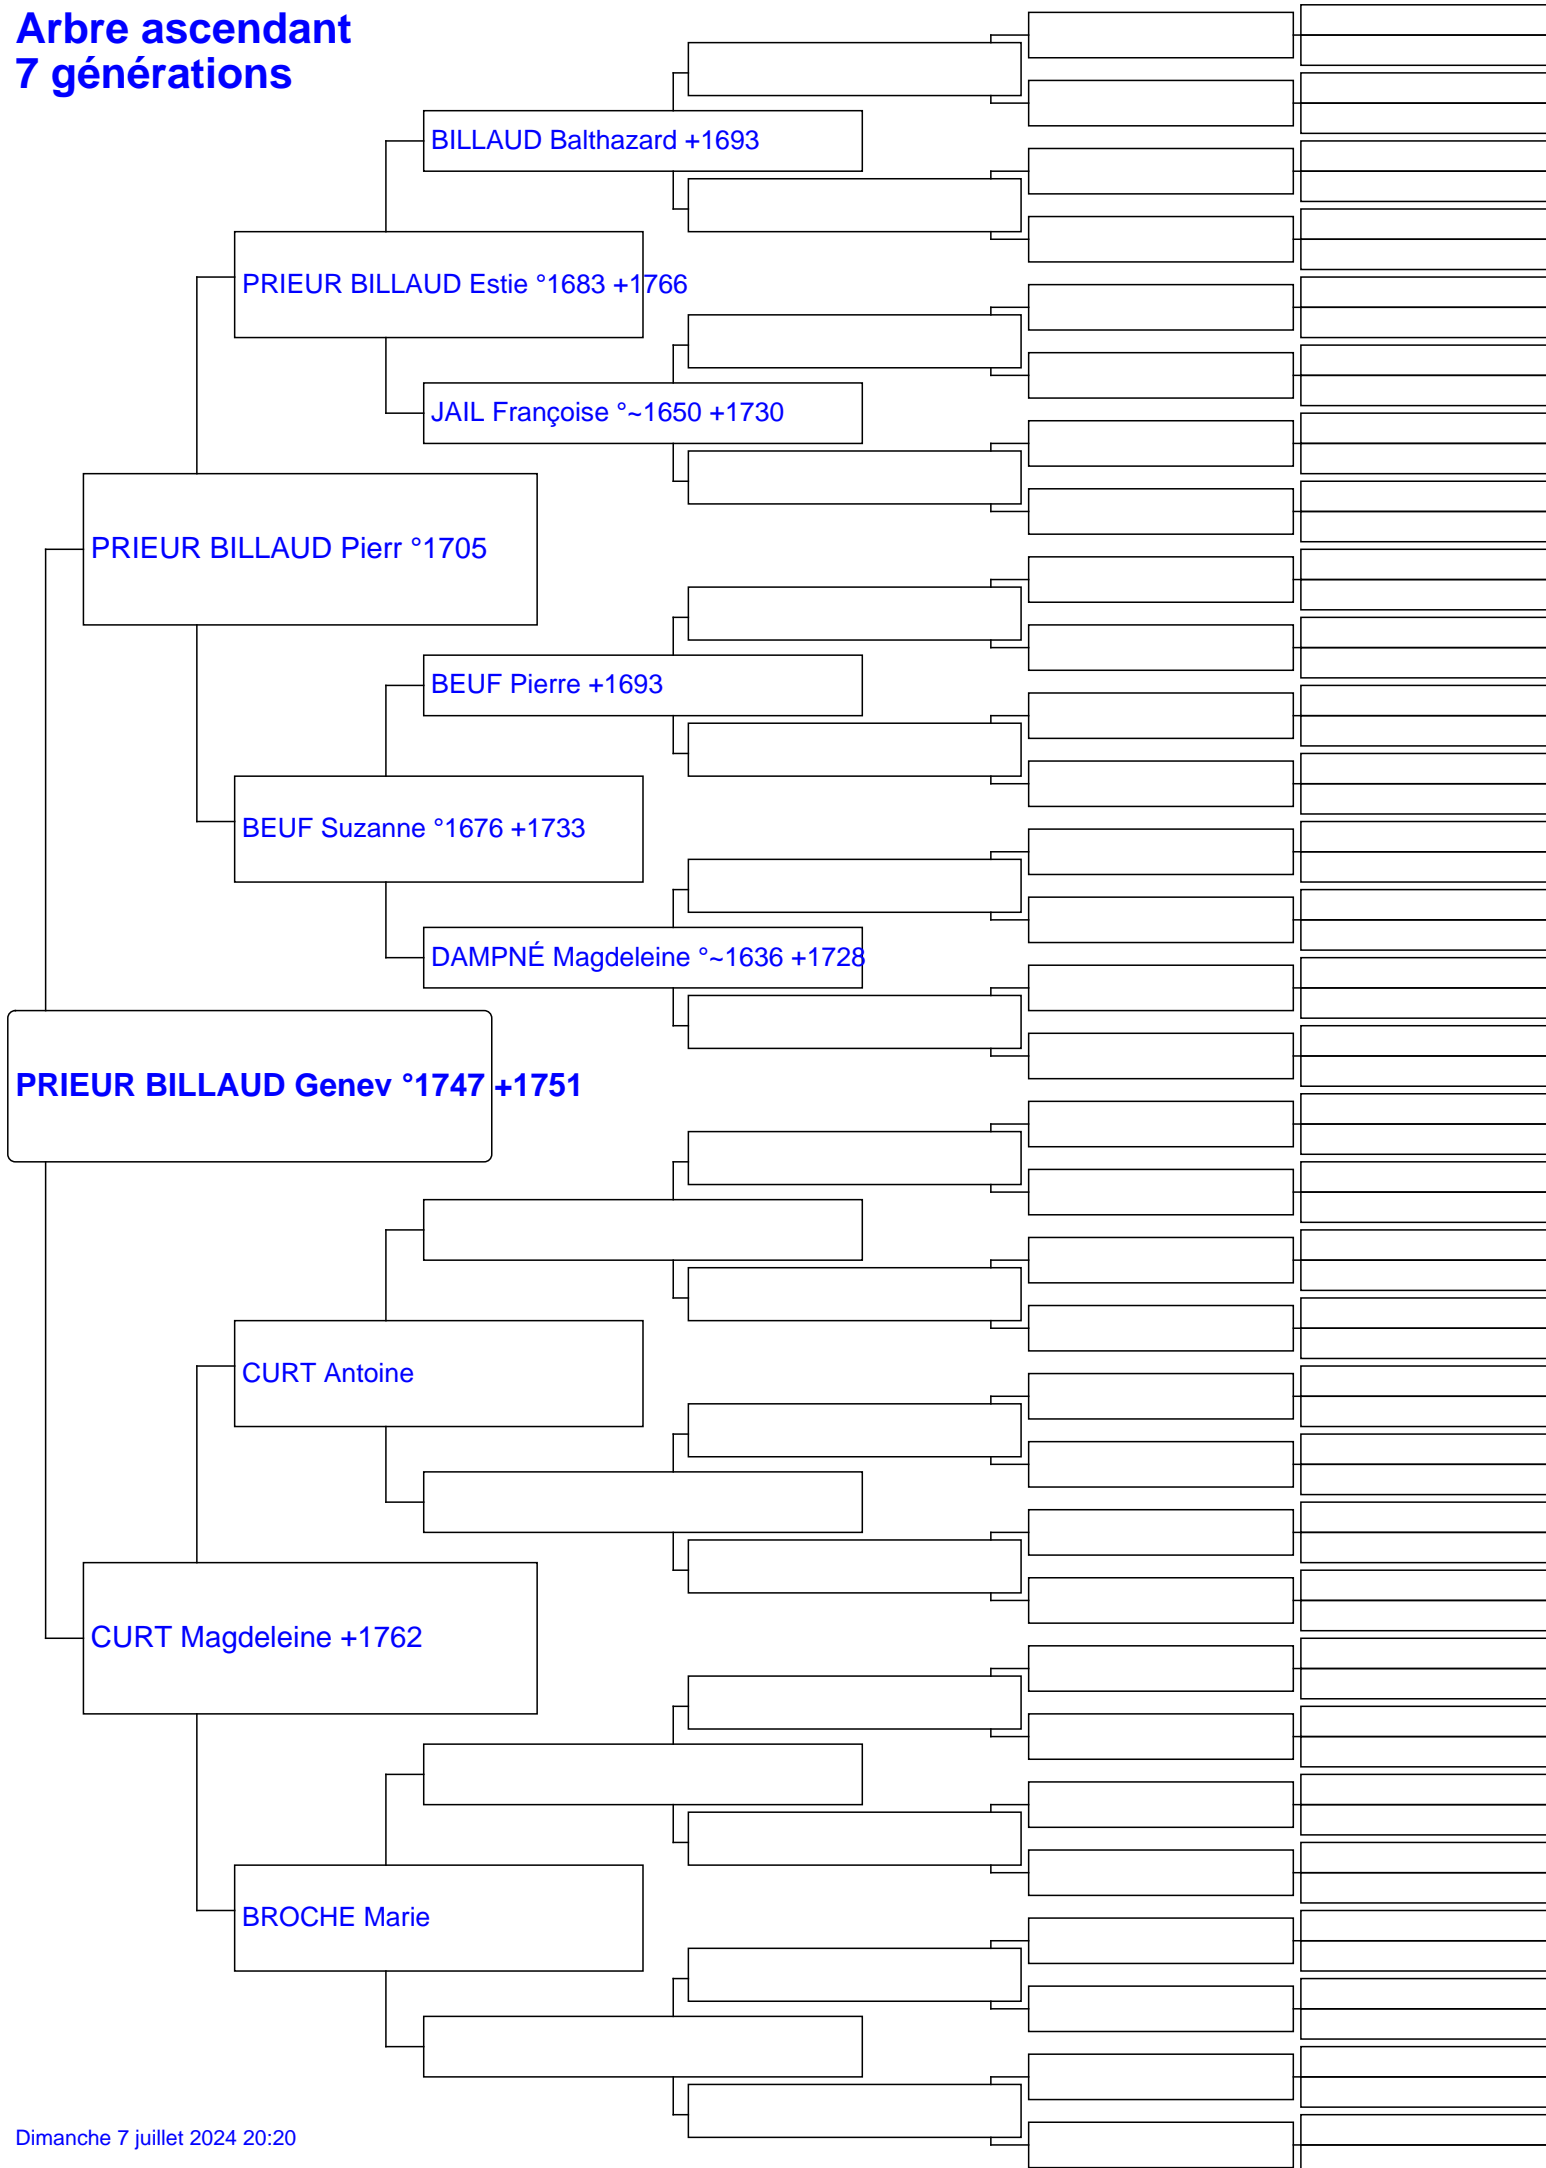 Arbre ascendant
7 générations
BILLAUD Balthazard +1693
PRIEUR BILLAUD Estie °1683 +1766
JAIL Françoise °~1650 +1730
PRIEUR BILLAUD Pierr °1705
BEUF Pierre +1693
BEUF Suzanne °1676 +1733
DAMPNÉ Magdeleine °~1636 +1728
PRIEUR BILLAUD Genev °1747 +1751
CURT Antoine
CURT Magdeleine +1762
BROCHE Marie
Dimanche 7 juillet 2024 20:20